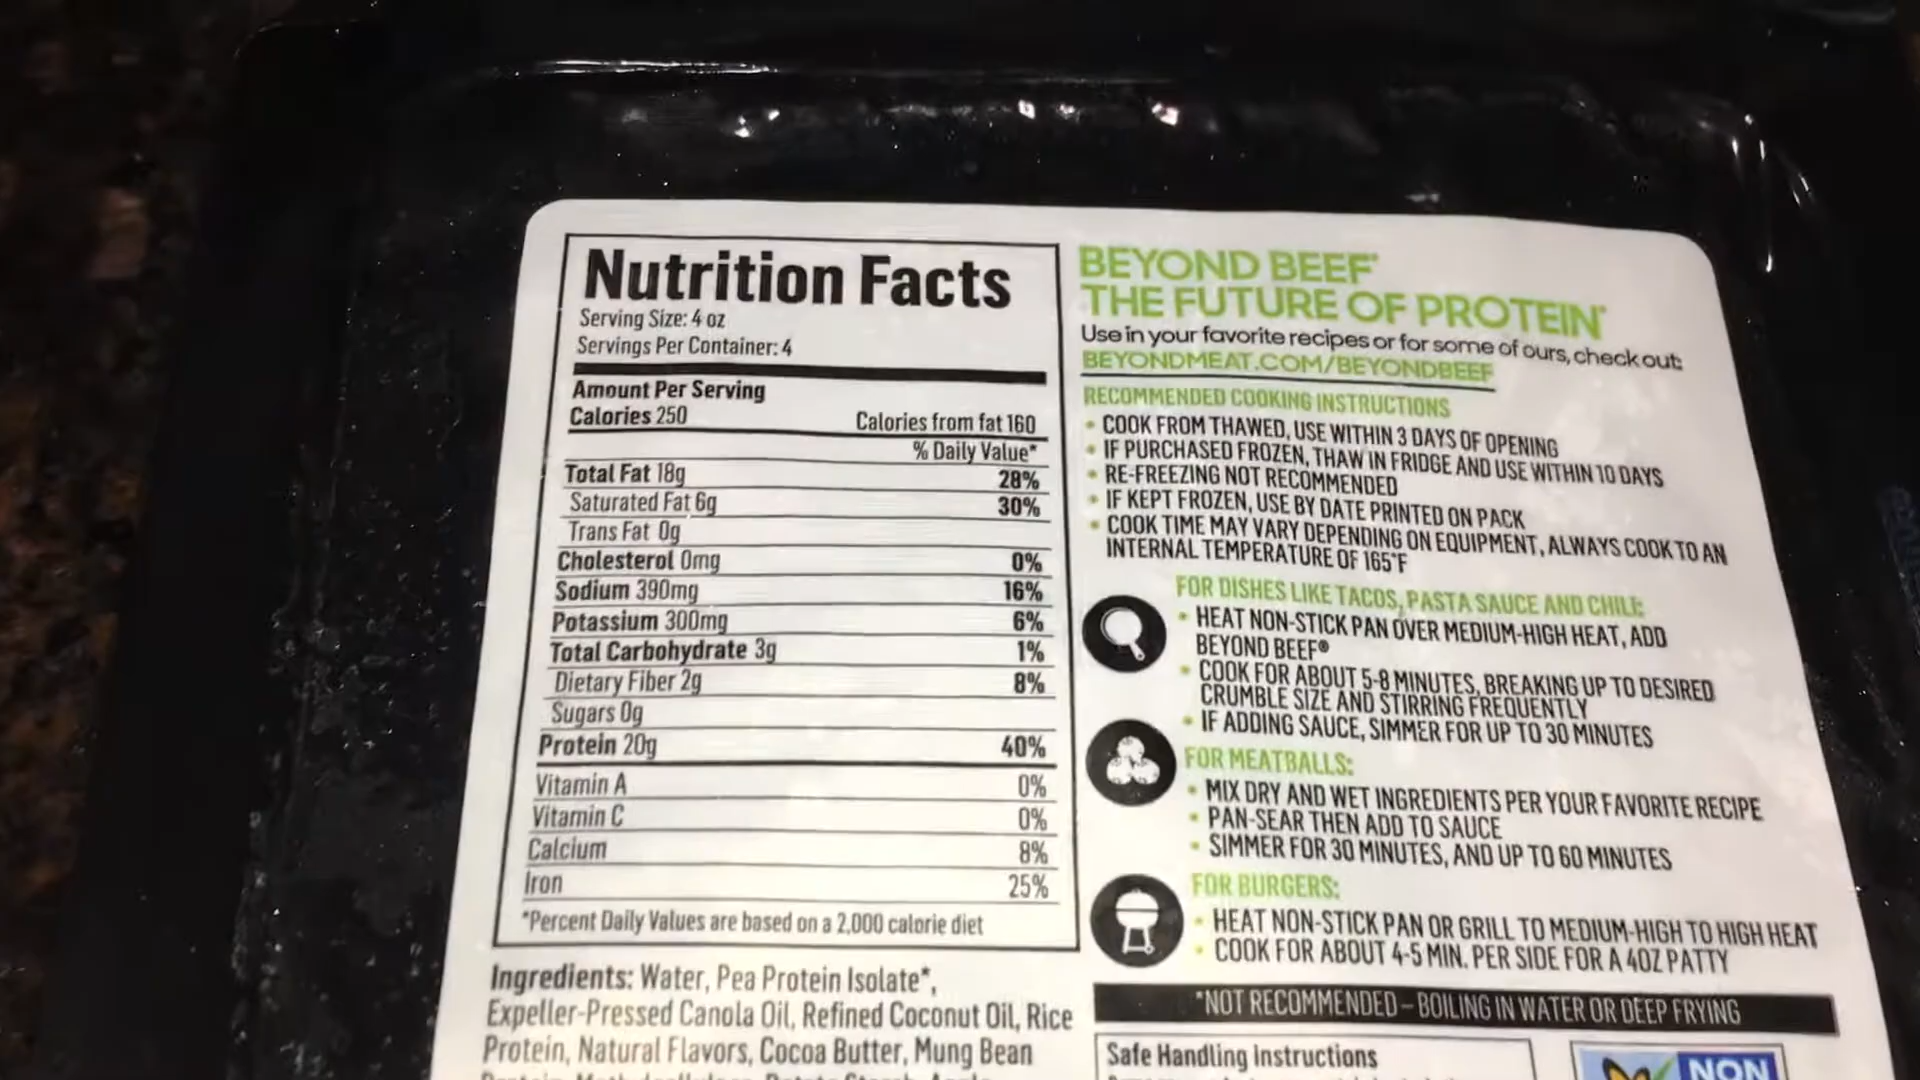 Nutrition Facts
Serving Size: 4 oz
Servings Per Container: 4
Amount Per Serving
Calories 250 Calories from fat 160
% Daily Value*
Total Fat 18g 28%
Saturated Fat 6g 30%
Trans Fat 0g
Cholesterol 0mg 0%
Sodium 390mg 16%
Potassium 300mg 6%
Total Carbohydrate 3g 1%
Dietary Fiber 2g 8%
Sugars 0g
Protein 20g 40%
Vitamin A 0%
Vitamin C 0%
Calcium 8%
Iron 25%
*Percent Daily Values are based on a 2,000 calorie diet
Ingredients: Water, Pea Protein Isolate*,
Expeller-Pressed Canola Oil, Refined Coconut Oil, Rice
Protein, Natural Flavors, Cocoa Butter, Mung Bean
BEYOND BEEF®
THE FUTURE OF PROTEIN®
Use in your favorite recipes or for some of ours, check out:
BEYONDMEAT.COM/BEYONDBEEF
RECOMMENDED COOKING INSTRUCTIONS
• COOK FROM THAWED, USE WITHIN 3 DAYS OF OPENING
• IF PURCHASED FROZEN, THAW IN FRIDGE AND USE WITHIN 10 DAYS
• RE-FREEZING NOT RECOMMENDED
• IF KEPT FROZEN, USE BY DATE PRINTED ON PACK
• COOK TIME MAY VARY DEPENDING ON EQUIPMENT, ALWAYS COOK TO AN
INTERNAL TEMPERATURE OF 165°F
FOR DISHES LIKE TACOS, PASTA SAUCE AND CHILI:
• HEAT NON-STICK PAN OVER MEDIUM-HIGH HEAT, ADD
BEYOND BEEF®
• COOK FOR ABOUT 5-8 MINUTES, BREAKING UP TO DESIRED
CRUMBLE SIZE AND STIRRING FREQUENTLY
• IF ADDING SAUCE, SIMMER FOR UP TO 30 MINUTES
FOR MEATBALLS:
• MIX DRY AND WET INGREDIENTS PER YOUR FAVORITE RECIPE
• PAN-SEAR THEN ADD TO SAUCE
• SIMMER FOR 30 MINUTES, AND UP TO 60 MINUTES
FOR BURGERS:
• HEAT NON-STICK PAN OR GRILL TO MEDIUM-HIGH TO HIGH HEAT
• COOK FOR ABOUT 4-5 MIN. PER SIDE FOR A 4OZ PATTY
*NOT RECOMMENDED – BOILING IN WATER OR DEEP FRYING
Safe Handling Instructions
NON